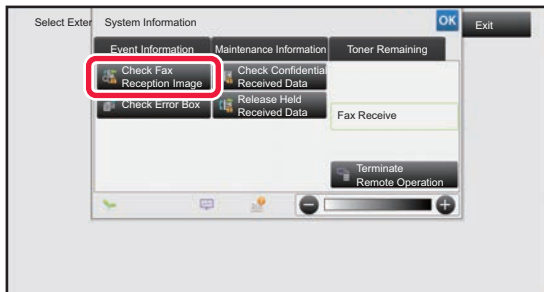 Select Exter
System Information
OK
Exit
Event Information
Maintenance Information
Toner Remaining
Check Fax
Reception Image
Check Confidential
Received Data
Check Error Box
Release Held
Received Data
Fax Receive
Terminate
Remote Operation